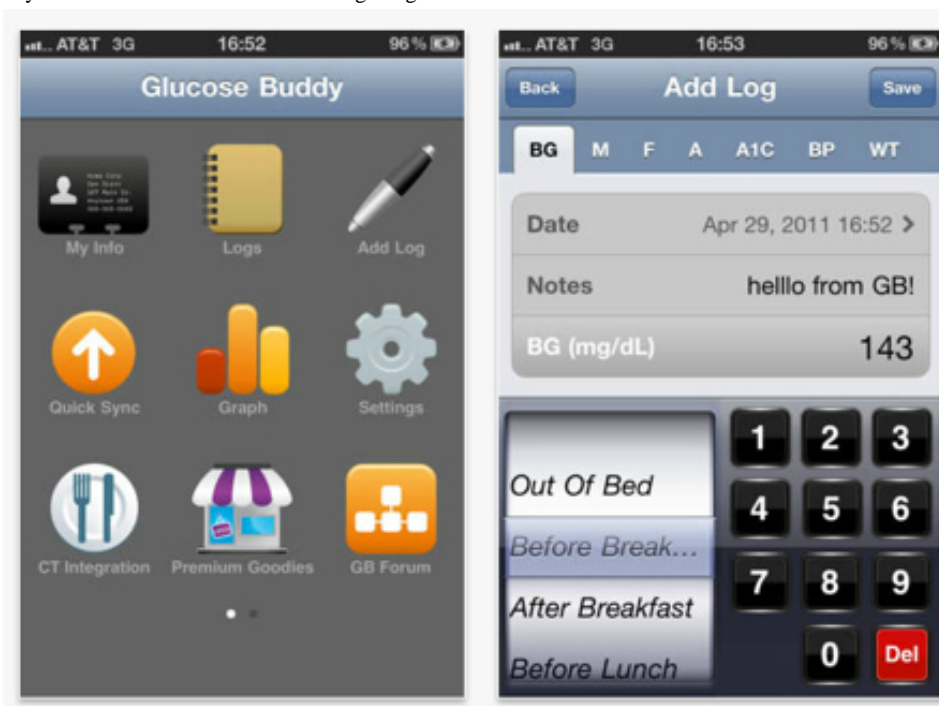 AT&T 3G 16:52 96%
Glucose Buddy
My Info Logs Add Log
Quick Sync Graph Settings
CT Integration Premium Goodies GB Forum
AT&T 3G 16:53 96%
Back Add Log Save
BG M F A A1C BP WT
Date Apr 29, 2011 16:52 >
Notes helllo from GB!
BG (mg/dL) 143
Out Of Bed
Before Break...
After Breakfast
Before Lunch
1 2 3
4 5 6
7 8 9
0 Del